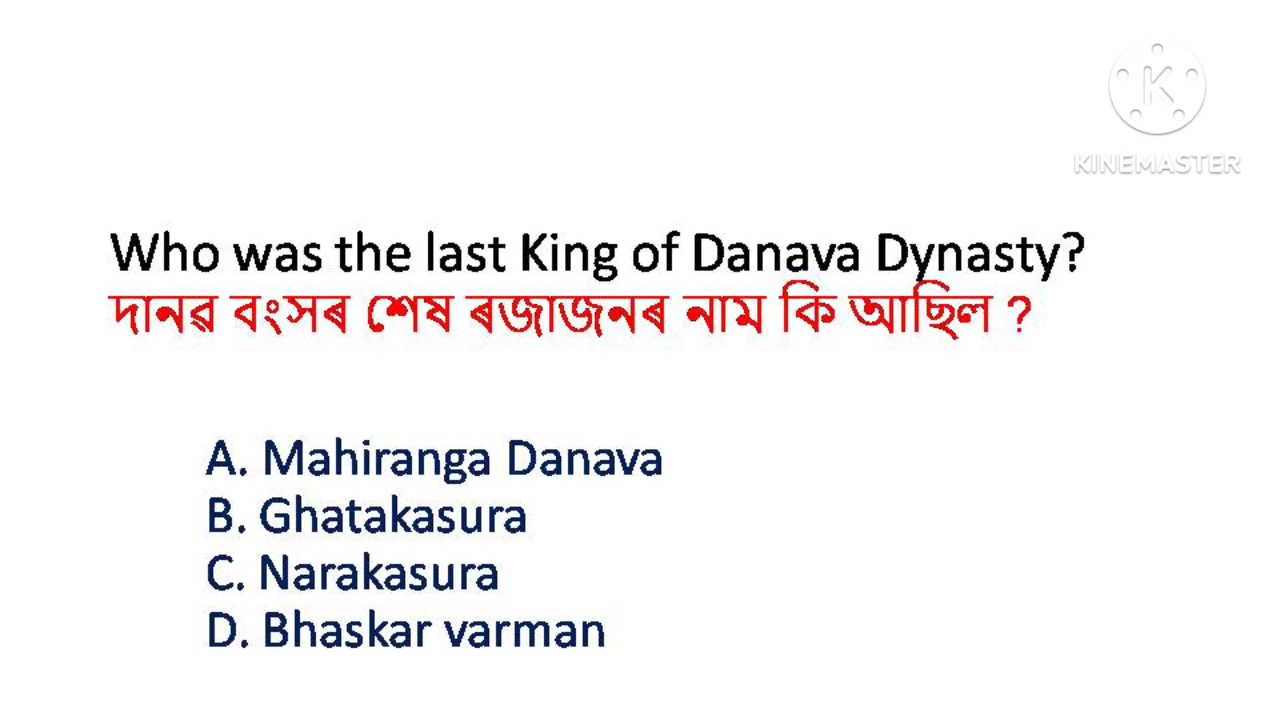 K
KINEMASTER
Who was the last King of Danava Dynasty?
দানৱ বংসৰ শেষ ৰজাজনৰ নাম কি আছিল ?
A. Mahiranga Danava
B. Ghatakasura
C. Narakasura
D. Bhaskar varman